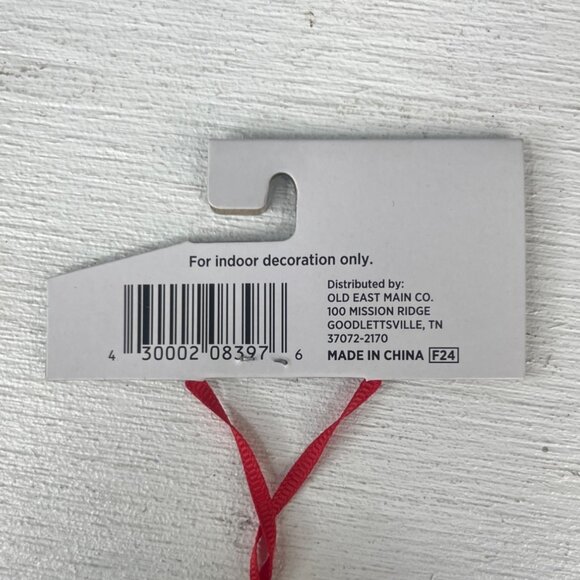 For indoor decoration only.
4 30002 08397 6
Distributed by:
OLD EAST MAIN CO.
100 MISSION RIDGE
GOODLETTSVILLE, TN
37072-2170
MADE IN CHINA F24